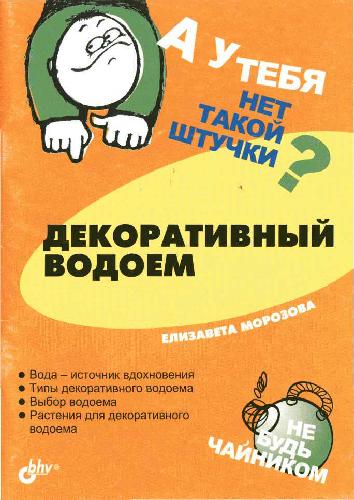 А У ТЕБЯ
НЕТ
ТАКОЙ
ШТУЧКИ ?
ДЕКОРАТИВНЫЙ
ВОДОЕМ
ЕЛИЗАВЕТА МОРОЗОВА
• Вода – источник вдохновения
• Типы декоративного водоема
• Выбор водоема
• Растения для декоративного
водоема
НЕ
БУДЬ
ЧАЙНИКОМ
bhv®